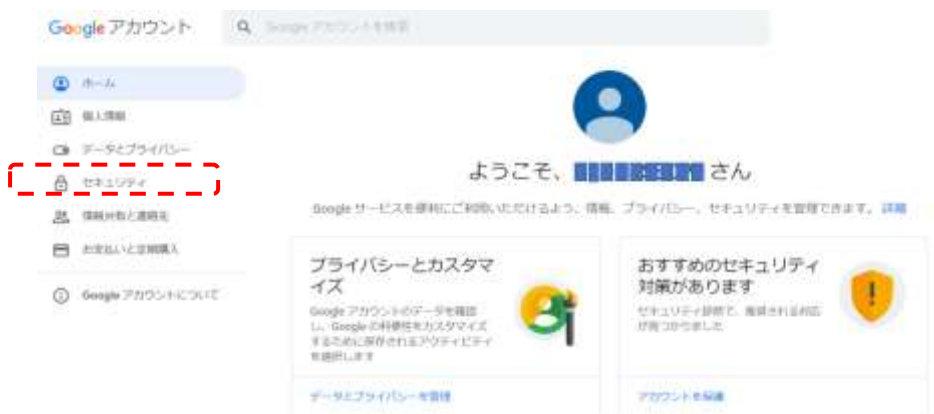 Google アカウント
Google アカウントを検索
ホーム
個人情報
データとプライバシー
セキュリティ
情報共有と連絡先
お支払いと定期購入
Google アカウントについて
ようこそ、 さん
Google サービスを便利にご利用いただけるよう、情報、プライバシー、セキュリティを管理できます。詳細
プライバシーとカスタマ
イズ
Google アカウントのデータを確認
し、Google の利便性をカスタマイズ
するために保存されるアクティビティ
を選択します
データとプライバシーを管理
おすすめのセキュリティ
対策があります
セキュリティ診断で、推奨される対応
が見つかりました
アカウントを保護